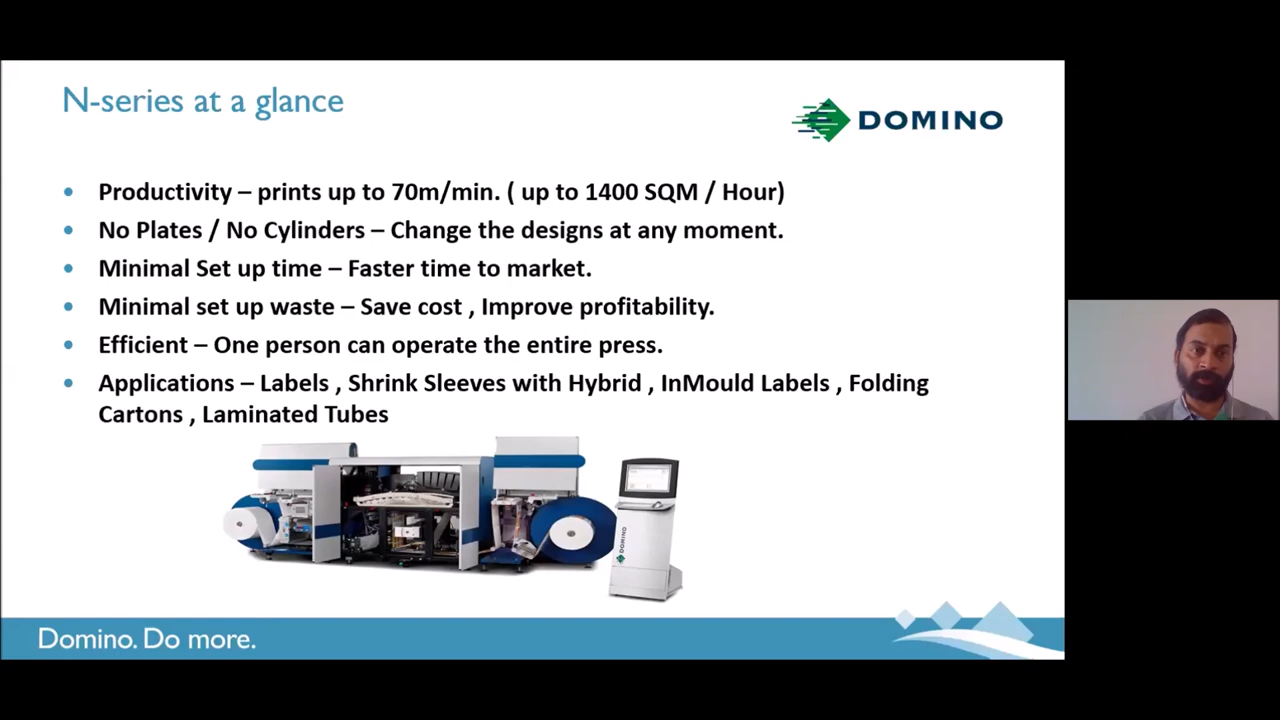 N-series at a glance
DOMINO
Productivity – prints up to 70m/min. ( up to 1400 SQM / Hour)
No Plates / No Cylinders – Change the designs at any moment.
Minimal Set up time – Faster time to market.
Minimal set up waste – Save cost , Improve profitability.
Efficient – One person can operate the entire press.
Applications – Labels , Shrink Sleeves with Hybrid , InMould Labels , Folding
Cartons , Laminated Tubes
DOMINO
Domino. Do more.